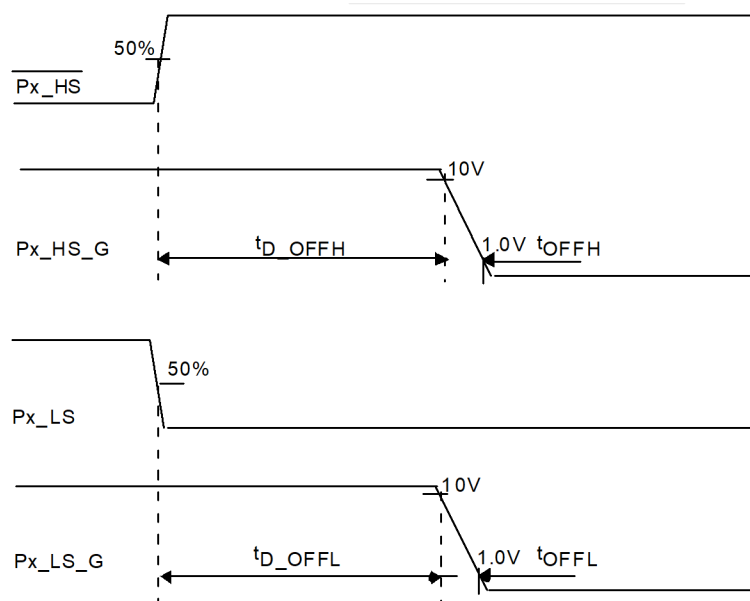 50%
Px_HS
10V
Px_HS_G
tD_OFFH
1.0V
tOFFH
50%
Px_LS
10V
Px_LS_G
tD_OFFL
1.0V
tOFFL